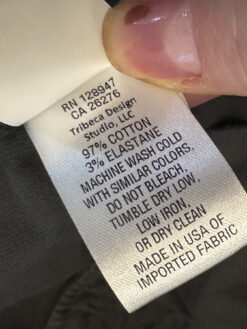 RN 128947
CA 26276
Tribeca Design
Studio, LLC
97% COTTON
3% ELASTANE
MACHINE WASH COLD
WITH SIMILAR COLORS,
DO NOT BLEACH,
TUMBLE DRY LOW,
LOW IRON,
OR DRY CLEAN
MADE IN USA OF
IMPORTED FABRIC